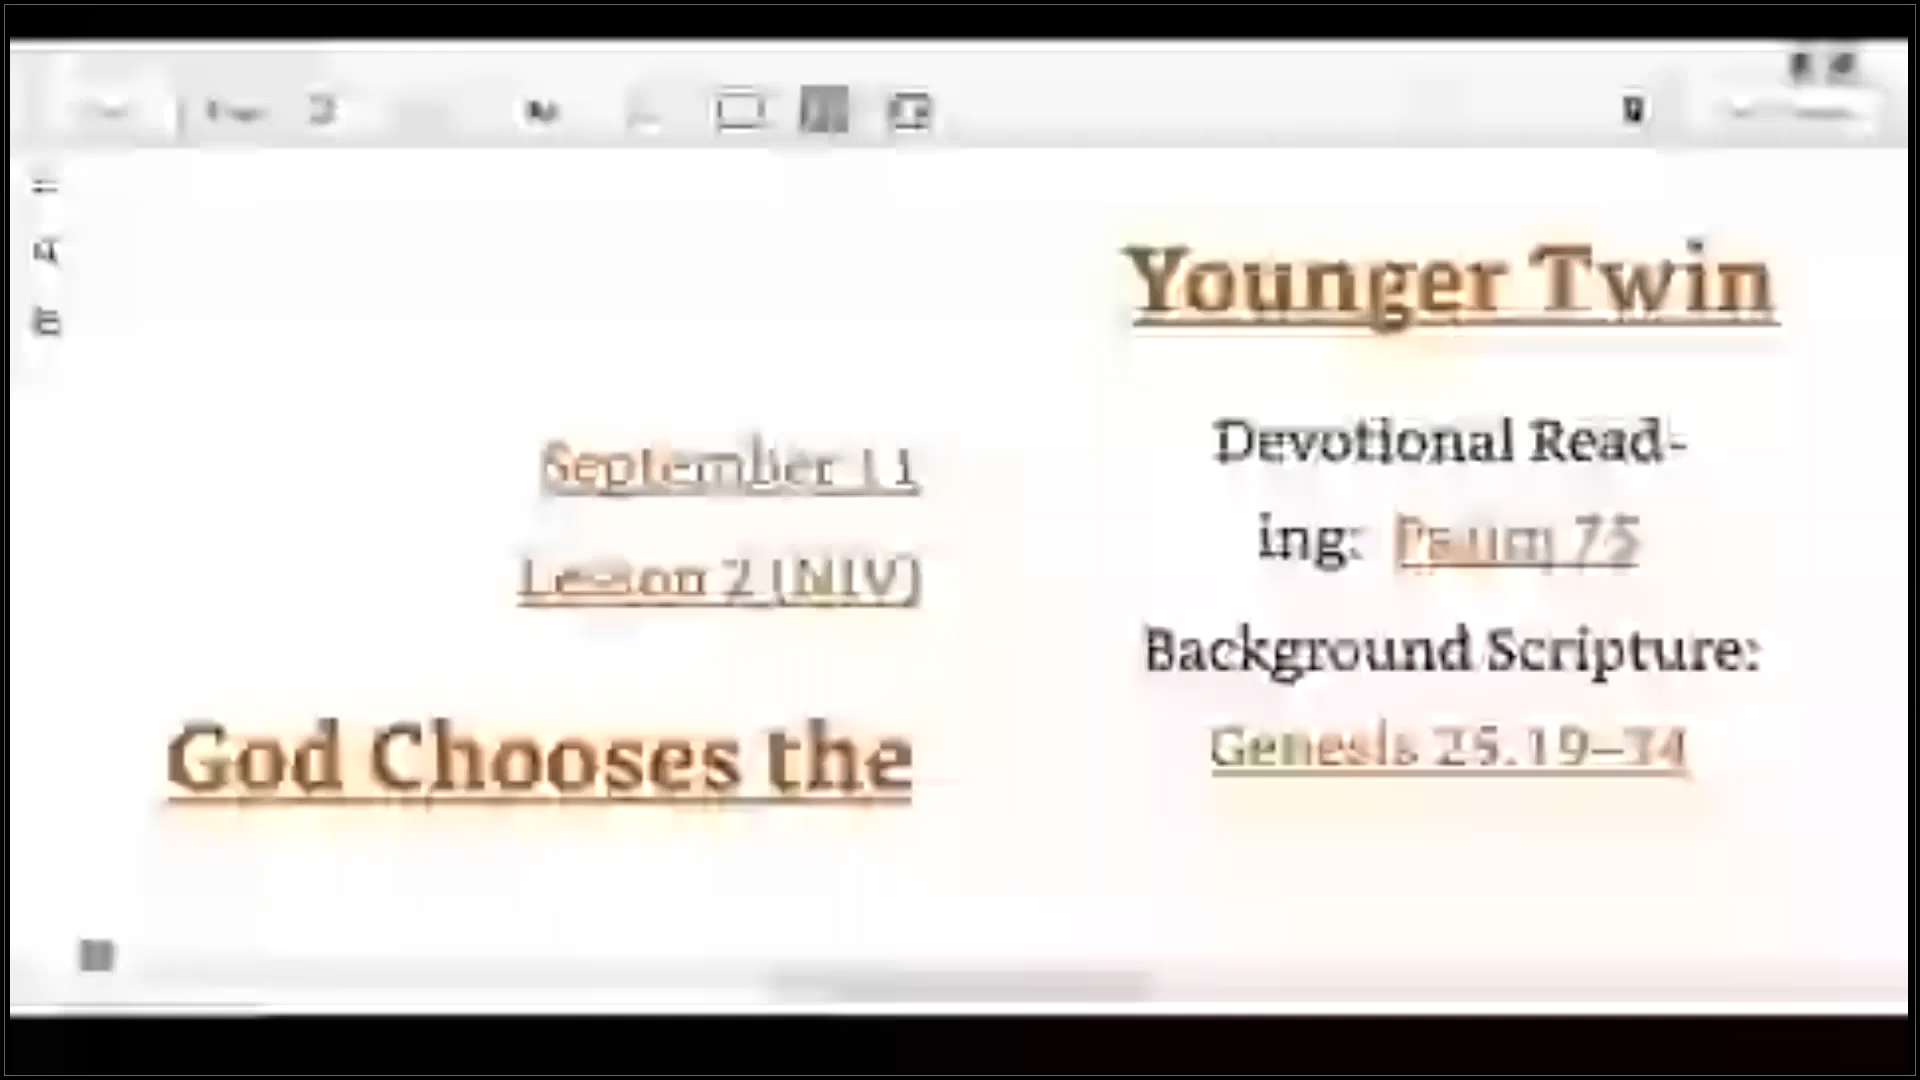 September 11
Lesson 2 (NIV)
God Chooses the
Younger Twin
Devotional Read-
ing: Psalm 75
Background Scripture:
Genesis 25.19–34